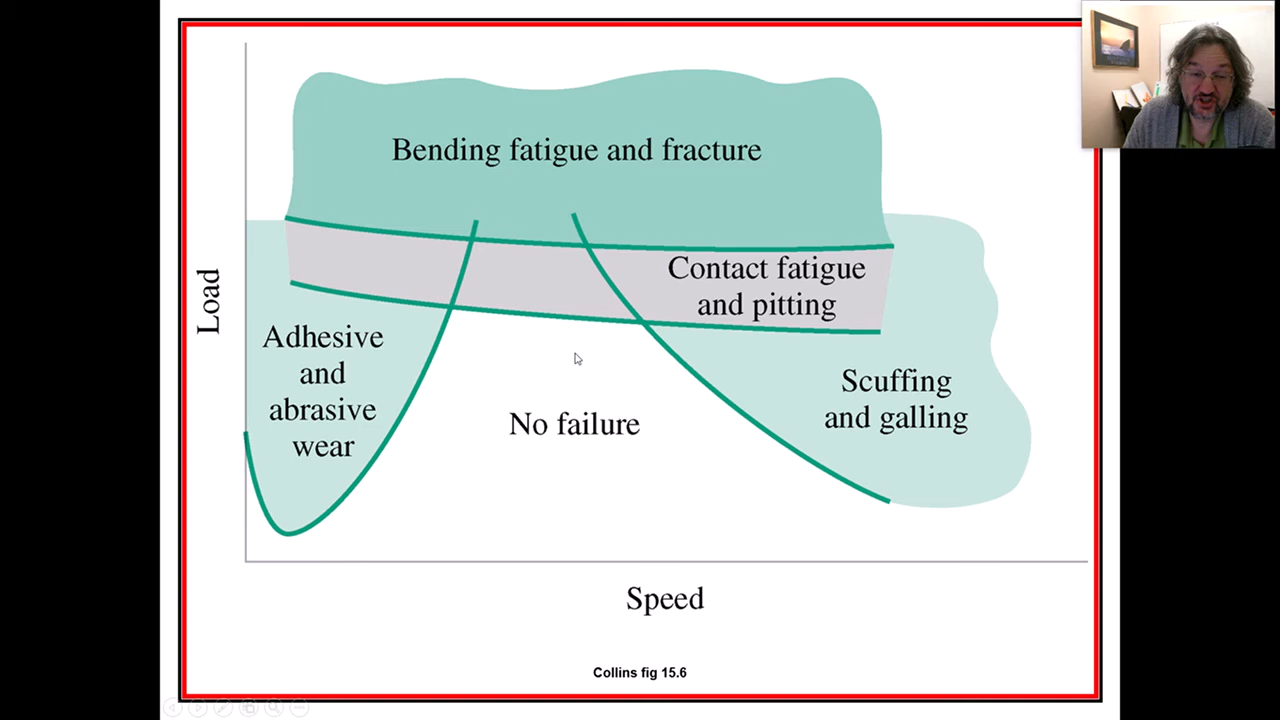 Bending fatigue and fracture
Contact fatigue
and pitting
Load
Adhesive
and
abrasive
wear
Scuffing
and galling
No failure
Speed
Collins fig 15.6